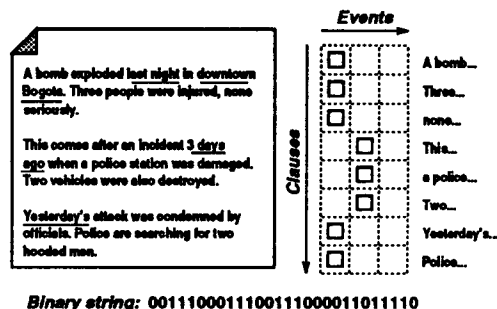 Events
A bomb exploded last night in downtown
Bogota. Three people were injured, none
seriously.
This comes after an incident 3 days
ago when a police station was damaged.
Two vehicles were also destroyed.
Yesterday's attack was condemned by
officials. Police are searching for two
hooded men.
Clauses
A bomb...
Three...
none...
This...
a police...
Two...
Yesterday's...
Police...
Binary string: 0011100011100111000011011110